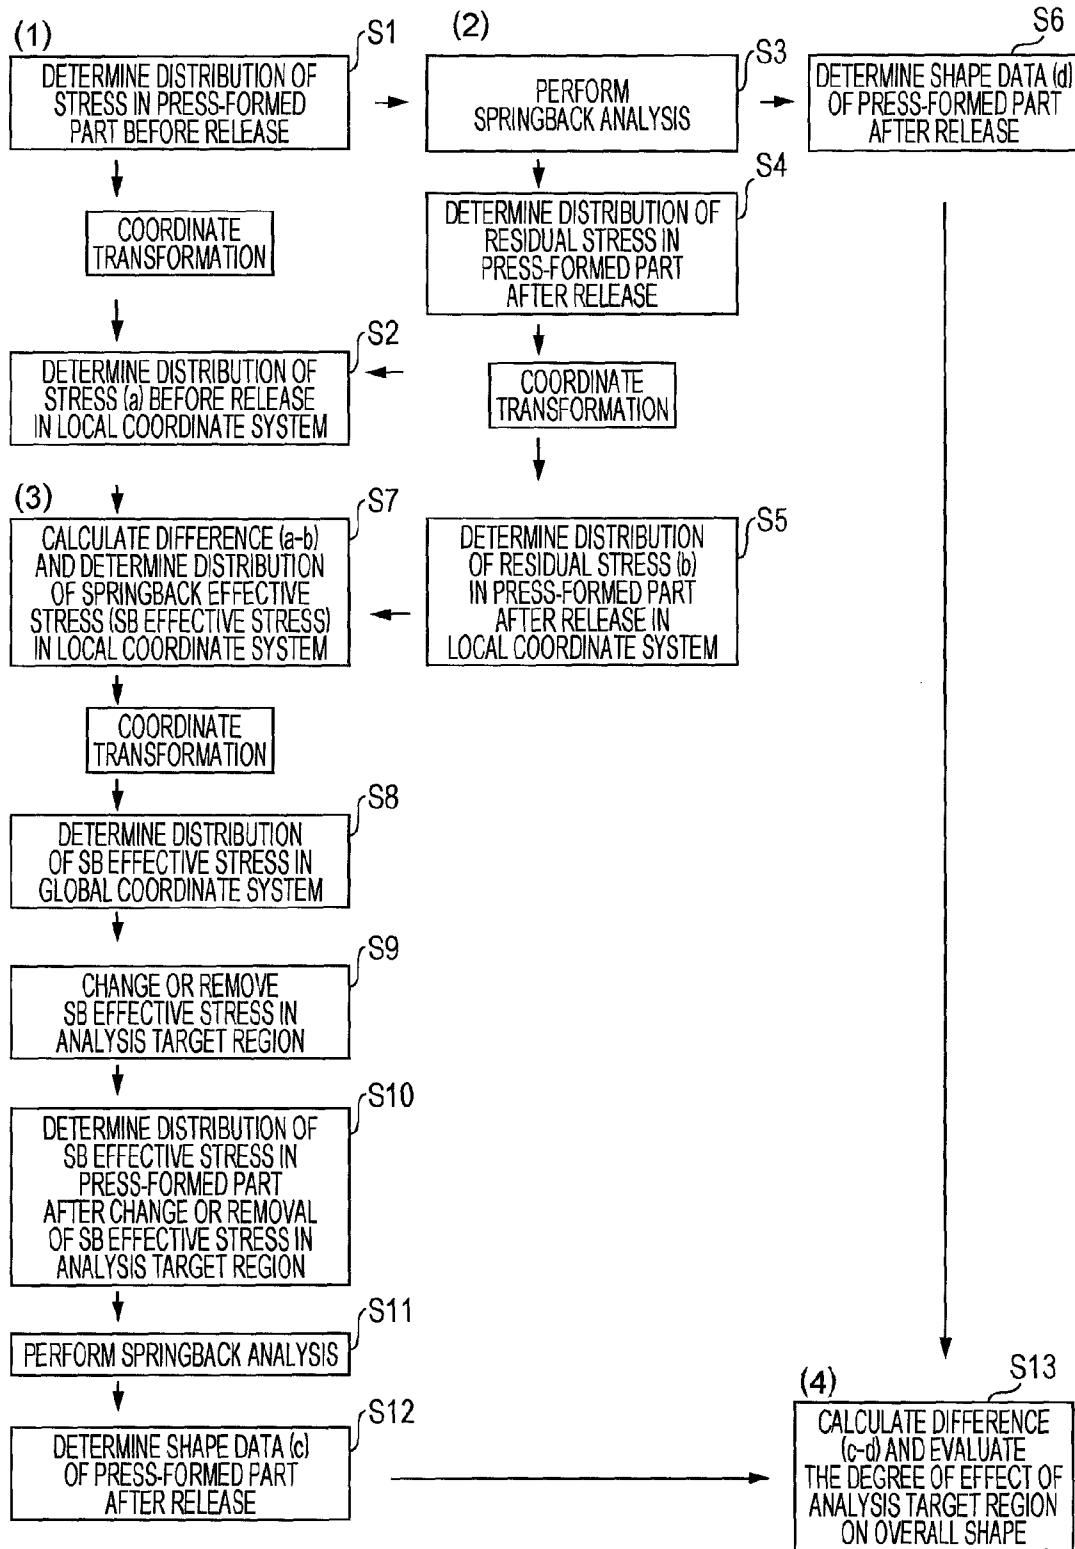 (1)
S1
DETERMINE DISTRIBUTION OF
STRESS IN PRESS-FORMED
PART BEFORE RELEASE
COORDINATE
TRANSFORMATION
S2
DETERMINE DISTRIBUTION OF
STRESS (a) BEFORE RELEASE
IN LOCAL COORDINATE SYSTEM
(2)
S3
PERFORM
SPRINGBACK ANALYSIS
S4
DETERMINE DISTRIBUTION OF
RESIDUAL STRESS IN
PRESS-FORMED PART
AFTER RELEASE
COORDINATE
TRANSFORMATION
S5
DETERMINE DISTRIBUTION
OF RESIDUAL STRESS (b)
IN PRESS-FORMED PART
AFTER RELEASE IN
LOCAL COORDINATE SYSTEM
S6
DETERMINE SHAPE DATA (d)
OF PRESS-FORMED PART
AFTER RELEASE
(3)
S7
CALCULATE DIFFERENCE (a-b)
AND DETERMINE DISTRIBUTION
OF SPRINGBACK EFFECTIVE
STRESS (SB EFFECTIVE STRESS)
IN LOCAL COORDINATE SYSTEM
COORDINATE
TRANSFORMATION
S8
DETERMINE DISTRIBUTION
OF SB EFFECTIVE STRESS IN
GLOBAL COORDINATE SYSTEM
S9
CHANGE OR REMOVE
SB EFFECTIVE STRESS IN
ANALYSIS TARGET REGION
S10
DETERMINE DISTRIBUTION OF
SB EFFECTIVE STRESS IN
PRESS-FORMED PART
AFTER CHANGE OR REMOVAL
OF SB EFFECTIVE STRESS IN
ANALYSIS TARGET REGION
S11
PERFORM SPRINGBACK ANALYSIS
S12
DETERMINE SHAPE DATA (c)
OF PRESS-FORMED PART
AFTER RELEASE
(4)
S13
CALCULATE DIFFERENCE
(c-d) AND EVALUATE
THE DEGREE OF EFFECT OF
ANALYSIS TARGET REGION
ON OVERALL SHAPE